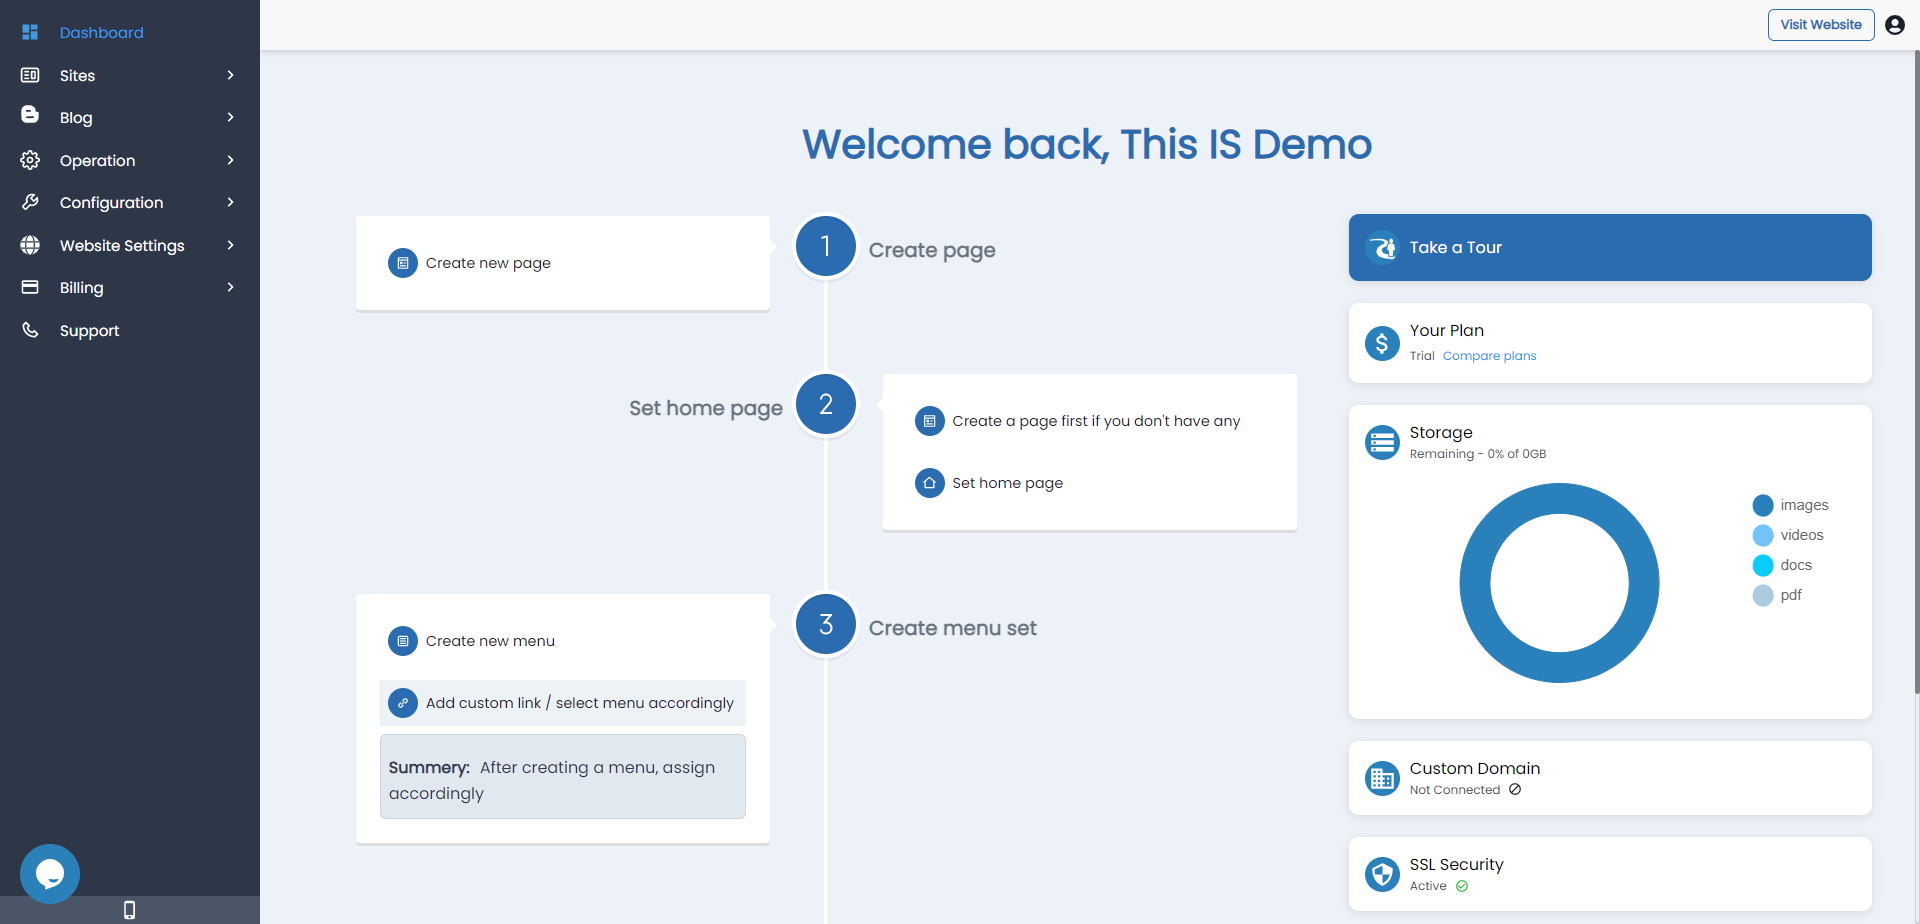 Dashboard
Sites
Blog
Operation
Configuration
Website Settings
Billing
Support
Visit Website
Welcome back, This IS Demo
1
Create page
Create new page
2
Set home page
Create a page first if you don't have any
Set home page
3
Create menu set
Create new menu
Add custom link / select menu accordingly
Summery: After creating a menu, assign
accordingly
Take a Tour
Your Plan
Trial Compare plans
Storage
Remaining - 0% of 0GB
images
videos
docs
pdf
Custom Domain
Not Connected
SSL Security
Active